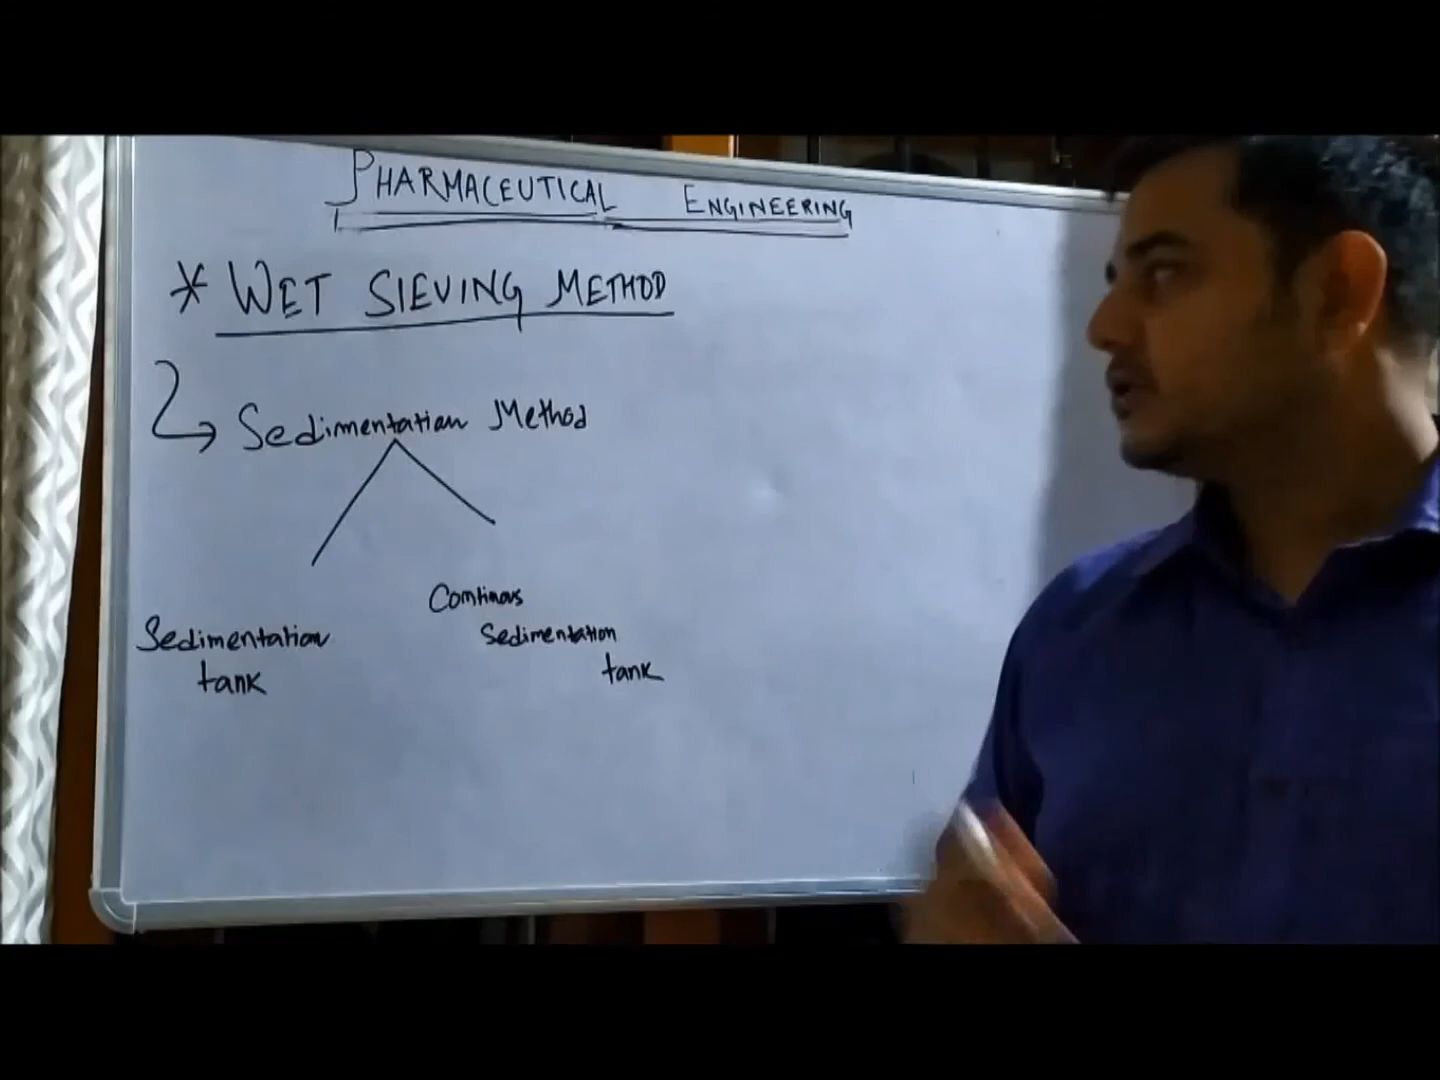 PHARMACEUTICAL ENGINEERING
* WET SIEVING METHOD
Sedimentation Method
Continous
Sedimentation
tank
Sedimentation
tank